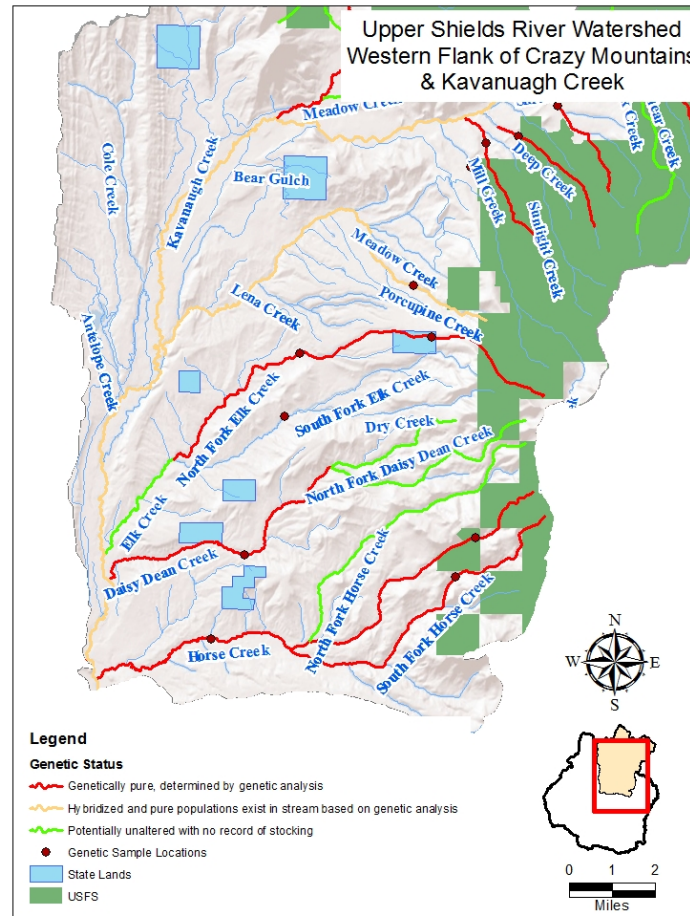 Upper Shields River Watershed
Western Flank of Crazy Mountains
& Kavanuagh Creek
Meadow Creek
Cole Creek
Kavanaugh Creek
Bear Gulch
Mill Creek
Deep Creek
Sunlight Creek
Creek
Meadow Creek
Lena Creek
Porcupine Creek
Antelope Creek
North Fork Elk Creek
South Fork Elk Creek
Dry Creek
North Fork Daisy Dean Creek
Elk Creek
Daisy Dean Creek
North Fork Horse Creek
South Fork Horse Creek
Horse Creek
N
W E
S
Legend
Genetic Status
Genetically pure, determined by genetic analysis
Hybridized and pure populations exist in stream based on genetic analysis
Potentially unaltered with no record of stocking
Genetic Sample Locations
State Lands
USFS
0 1 2
Miles